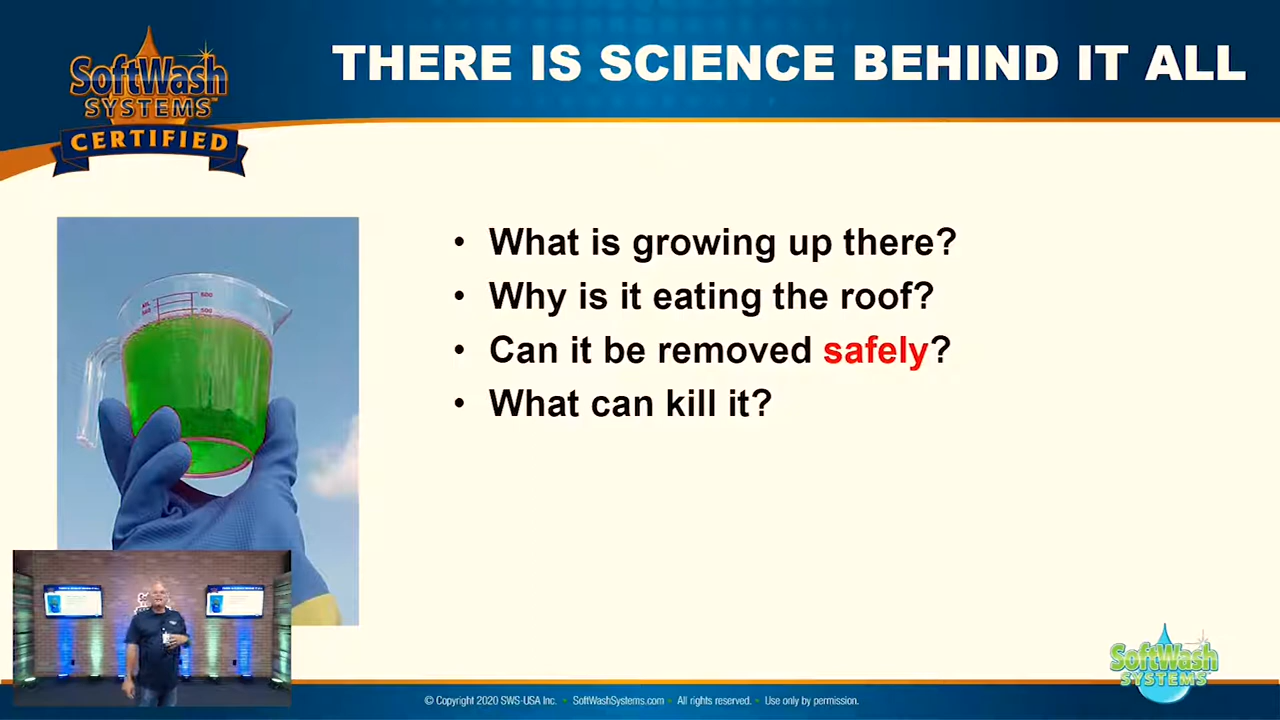 SoftWash
SYSTEMS™
CERTIFIED
THERE IS SCIENCE BEHIND IT ALL
• What is growing up there?
• Why is it eating the roof?
• Can it be removed safely?
• What can kill it?
500
SoftWash
SYSTEMS
© Copyright 2020 SWS-USA Inc. • SoftWashSystems.com • All rights reserved. • Use only by permission.